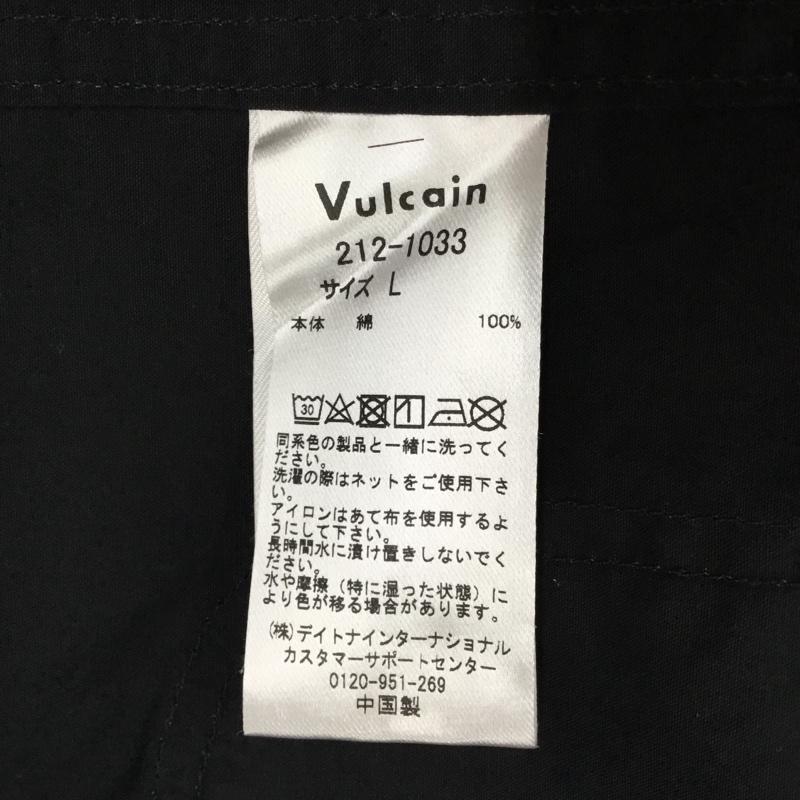 Vulcain
212-1033
サイズ L
本体 綿 100%
30
同系色の製品と一緒に洗ってく
ださい。
洗濯の際はネットをご使用下さ
い。
アイロンはあて布を使用するよ
うにして下さい。
長時間水に漬け置きしないでく
ださい。
水や摩擦（特に湿った状態）に
より色が移る場合があります。
(株)デイトナインターナショナル
カスタマーサポートセンター
0120-951-269
中国製